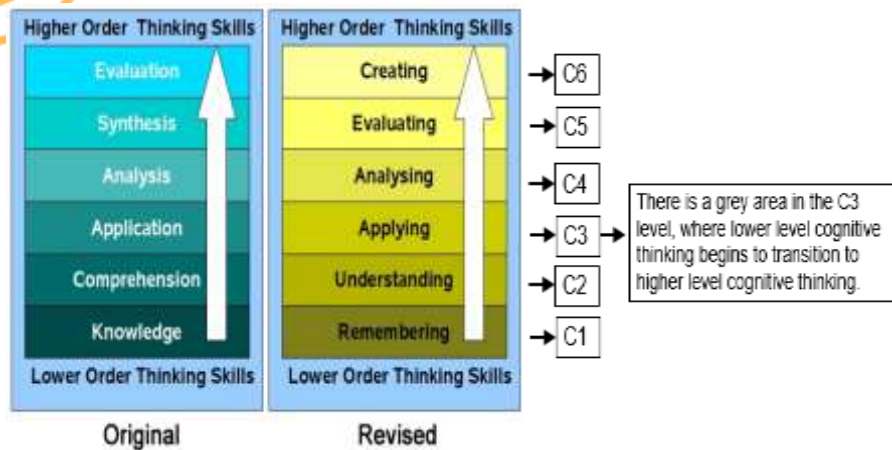 Higher Order Thinking Skills
Evaluation
Synthesis
Analysis
Application
Comprehension
Knowledge
Lower Order Thinking Skills
Original
Higher Order Thinking Skills
Creating
Evaluating
Analysing
Applying
Understanding
Remembering
Lower Order Thinking Skills
Revised
C6
C5
C4
C3
C2
C1
There is a grey area in the C3
level, where lower level cognitive
thinking begins to transition to
higher level cognitive thinking.